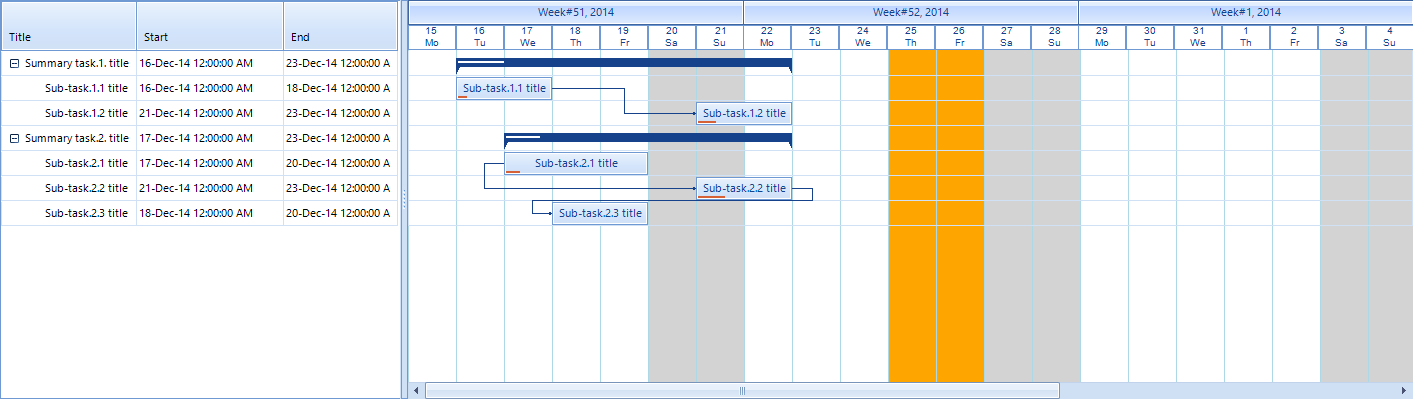 Title Start End
Week#51, 2014 Week#52, 2014 Week#1, 2014
15 16 17 18 19 20 21 22 23 24 25 26 27 28 29 30 31 1 2 3 4
Mo Tu We Th Fr Sa Su Mo Tu We Th Fr Sa Su Mo Tu We Th Fr Sa Su
Summary task.1. title 16-Dec-14 12:00:00 AM 23-Dec-14 12:00:00 A
Sub-task.1.1 title 16-Dec-14 12:00:00 AM 18-Dec-14 12:00:00 A Sub-task.1.1 title
Sub-task.1.2 title 21-Dec-14 12:00:00 AM 23-Dec-14 12:00:00 A Sub-task.1.2 title
Summary task.2. title 17-Dec-14 12:00:00 AM 23-Dec-14 12:00:00 A
Sub-task.2.1 title 17-Dec-14 12:00:00 AM 20-Dec-14 12:00:00 A Sub-task.2.1 title
Sub-task.2.2 title 21-Dec-14 12:00:00 AM 23-Dec-14 12:00:00 A Sub-task.2.2 title
Sub-task.2.3 title 18-Dec-14 12:00:00 AM 20-Dec-14 12:00:00 A Sub-task.2.3 title